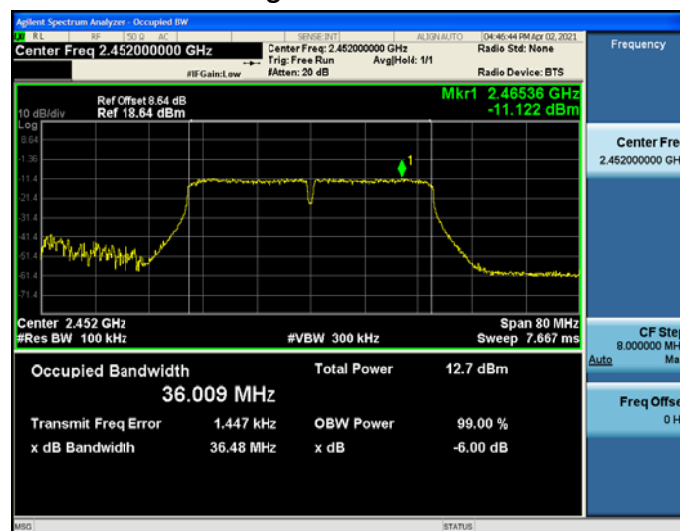 Agilent Spectrum Analyzer - Occupied BW
RL RF 50 Ω AC SENSE:INT ALIGN AUTO 04:46:44 PM Apr 02, 2021
Center Freq 2.452000000 GHz
Center Freq: 2.452000000 GHz
Radio Std: None
Trig: Free Run Avg|Hold: 1/1
#IFGain:Low #Atten: 20 dB Radio Device: BTS
Frequency
Ref Offset 8.64 dB
Mkr1 2.46536 GHz
10 dB/div Ref 18.64 dBm -11.122 dBm
Log
8.64
-1.36
1
-11.4
-21.4
-31.4
-41.4
-51.4
-61.4
-71.4
Center Fre
2.452000000 GH
Center 2.452 GHz Span 80 MHz
#Res BW 100 kHz #VBW 300 kHz Sweep 7.667 ms
CF Ste
8.000000 MH
Auto Ma
Occupied Bandwidth Total Power 12.7 dBm
36.009 MHz
Transmit Freq Error 1.447 kHz OBW Power 99.00 %
x dB Bandwidth 36.48 MHz x dB -6.00 dB
Freq Offse
0 H
MSG STATUS